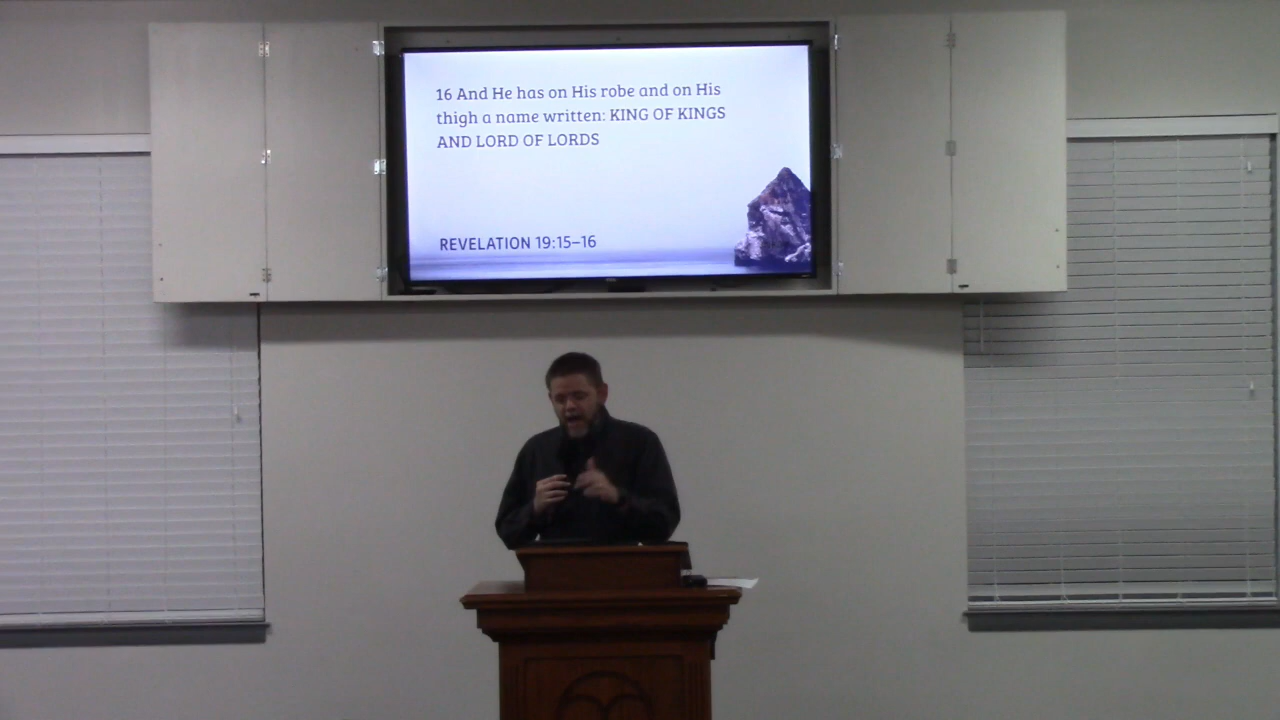 16 And He has on His robe and on His
thigh a name written: KING OF KINGS
AND LORD OF LORDS
REVELATION 19:15–16